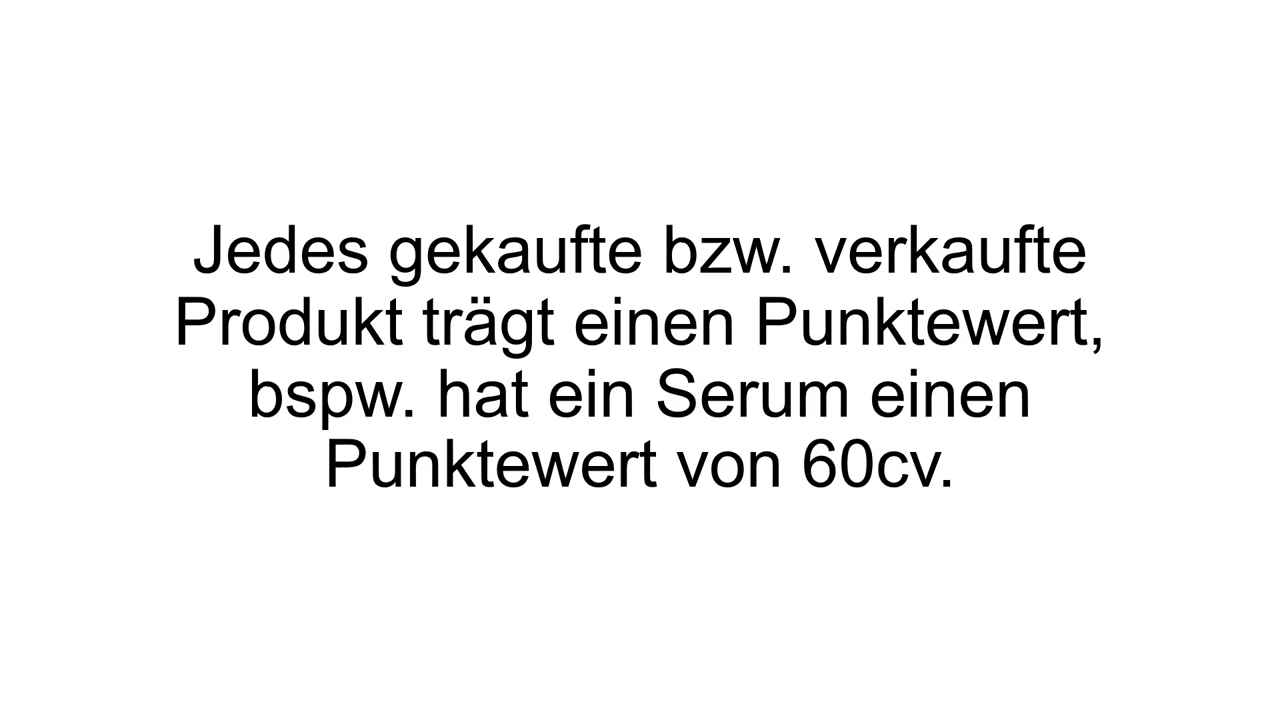 Jedes gekaufte bzw. verkaufte
Produkt trägt einen Punktewert,
bspw. hat ein Serum einen
Punktewert von 60cv.